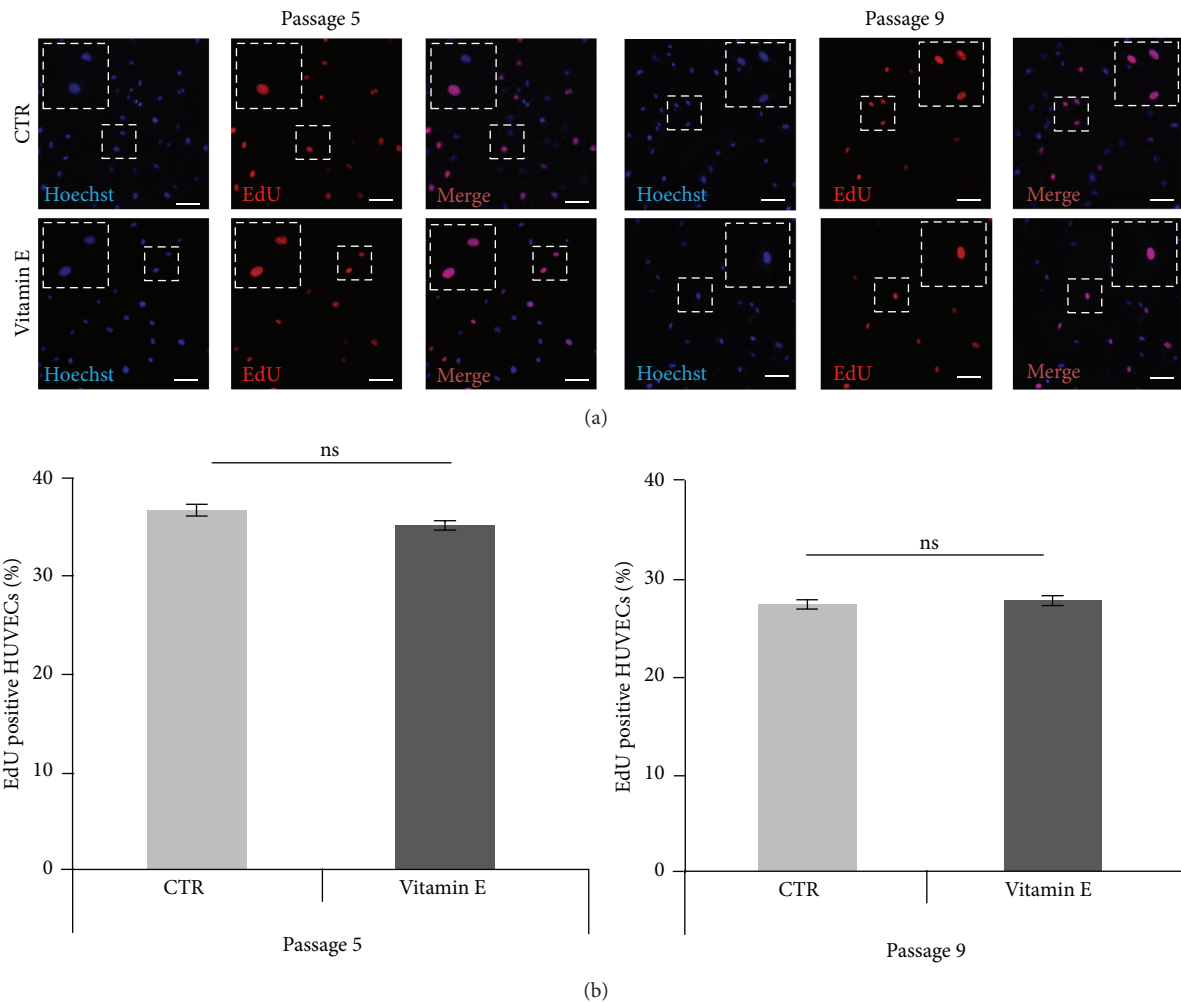 Passage 5
Passage 9
CTR
Hoechst
EdU
Merge
Hoechst
EdU
Merge
Vitamin E
Hoechst
EdU
Merge
Hoechst
EdU
Merge
(a)
EdU positive HUVECs (%)
40
30
20
10
0
ns
CTR
Vitamin E
Passage 5
EdU positive HUVECs (%)
40
30
20
10
0
ns
CTR
Vitamin E
Passage 9
(b)